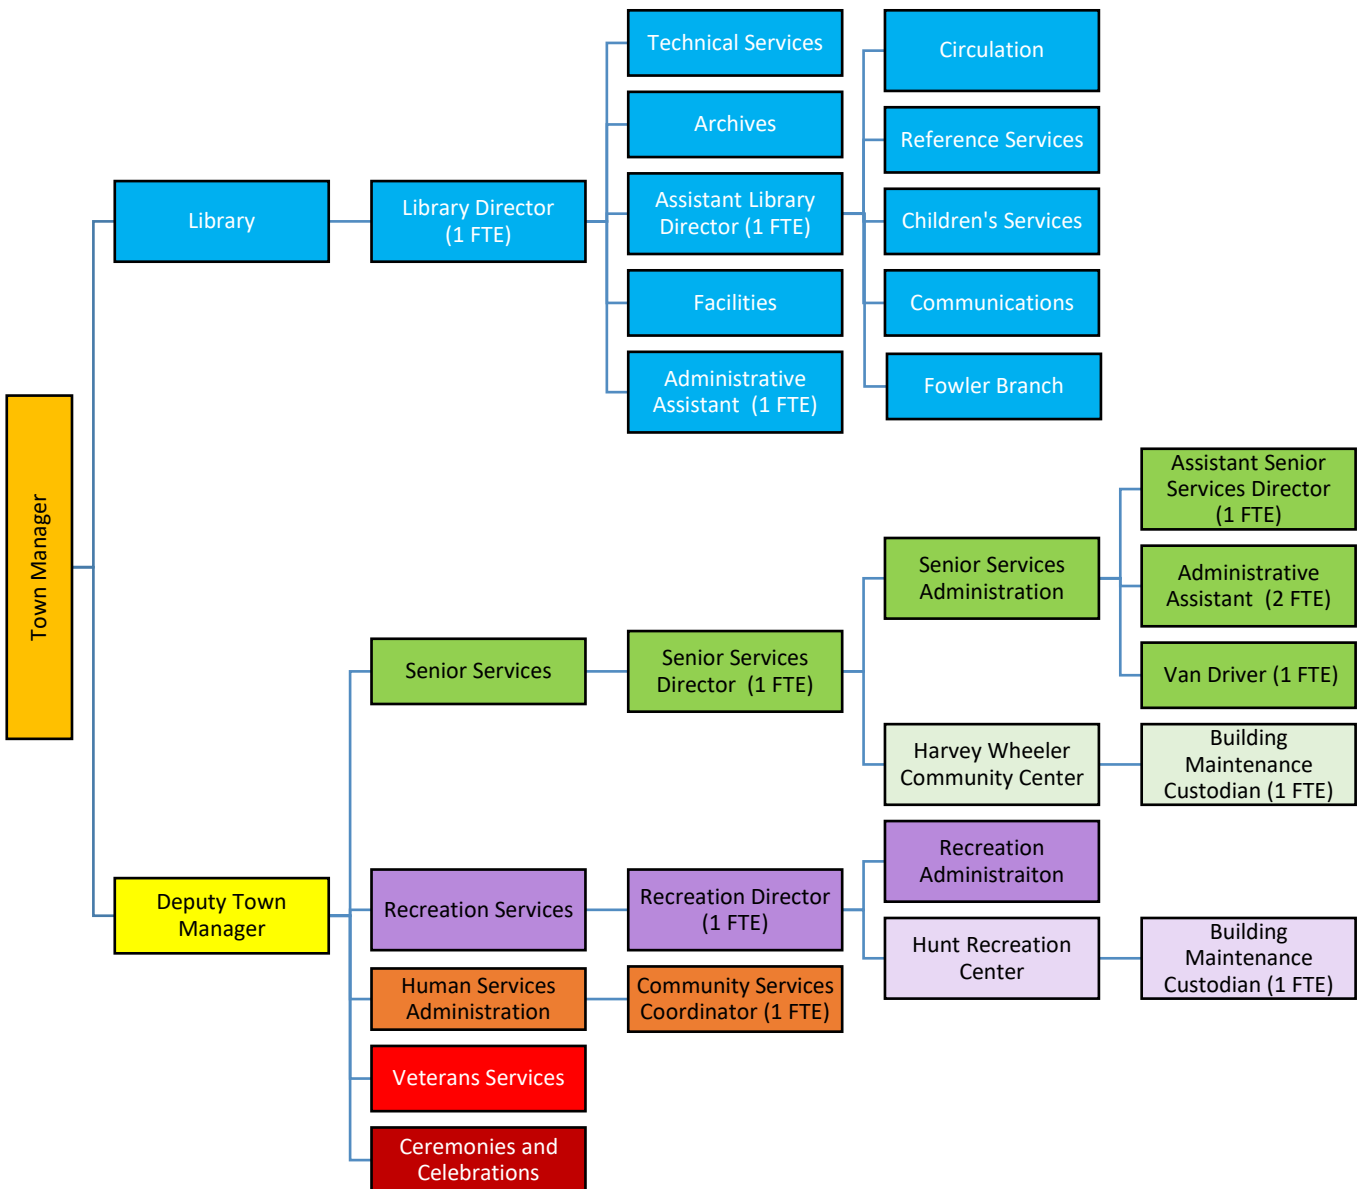 Town Manager
Library
Library Director
(1 FTE)
Technical Services
Archives
Assistant Library
Director (1 FTE)
Facilities
Administrative
Assistant  (1 FTE)
Circulation
Reference Services
Children's Services
Communications
Fowler Branch
Deputy Town
Manager
Senior Services
Senior Services
Director  (1 FTE)
Senior Services
Administration
Assistant Senior
Services Director
(1 FTE)
Administrative
Assistant  (2 FTE)
Van Driver (1 FTE)
Harvey Wheeler
Community Center
Building
Maintenance
Custodian (1 FTE)
Recreation Services
Recreation Director
(1 FTE)
Recreation
Administraiton
Hunt Recreation
Center
Building
Maintenance
Custodian (1 FTE)
Human Services
Administration
Community Services
Coordinator (1 FTE)
Veterans Services
Ceremonies and
Celebrations